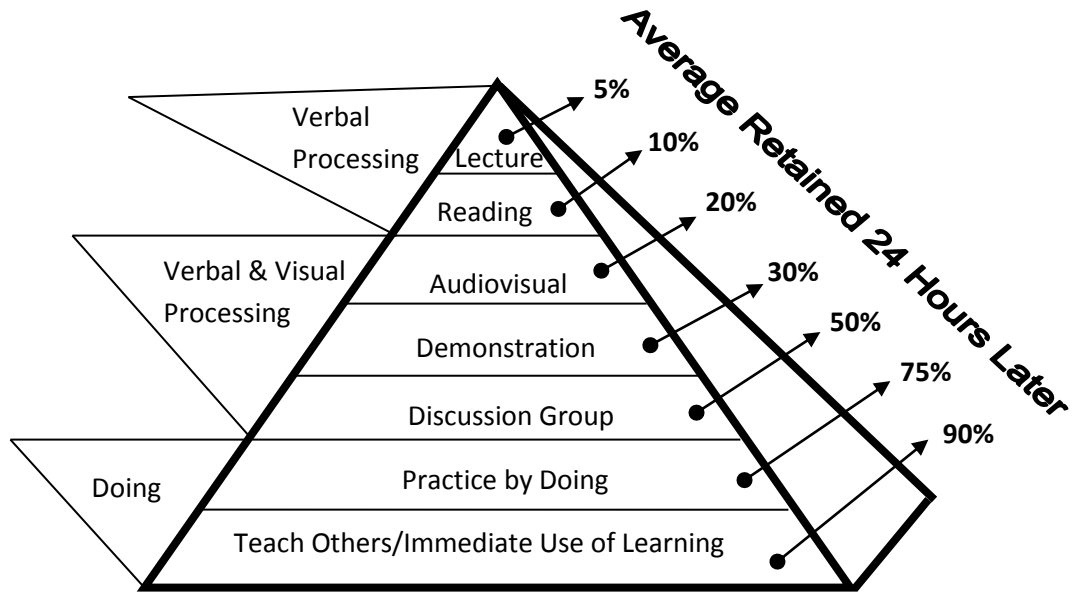 Average Retained 24 Hours Later
Verbal
Processing
Lecture
5%
Reading
10%
Verbal & Visual
Processing
Audiovisual
20%
Demonstration
30%
Discussion Group
50%
Doing
Practice by Doing
75%
Teach Others/Immediate Use of Learning
90%